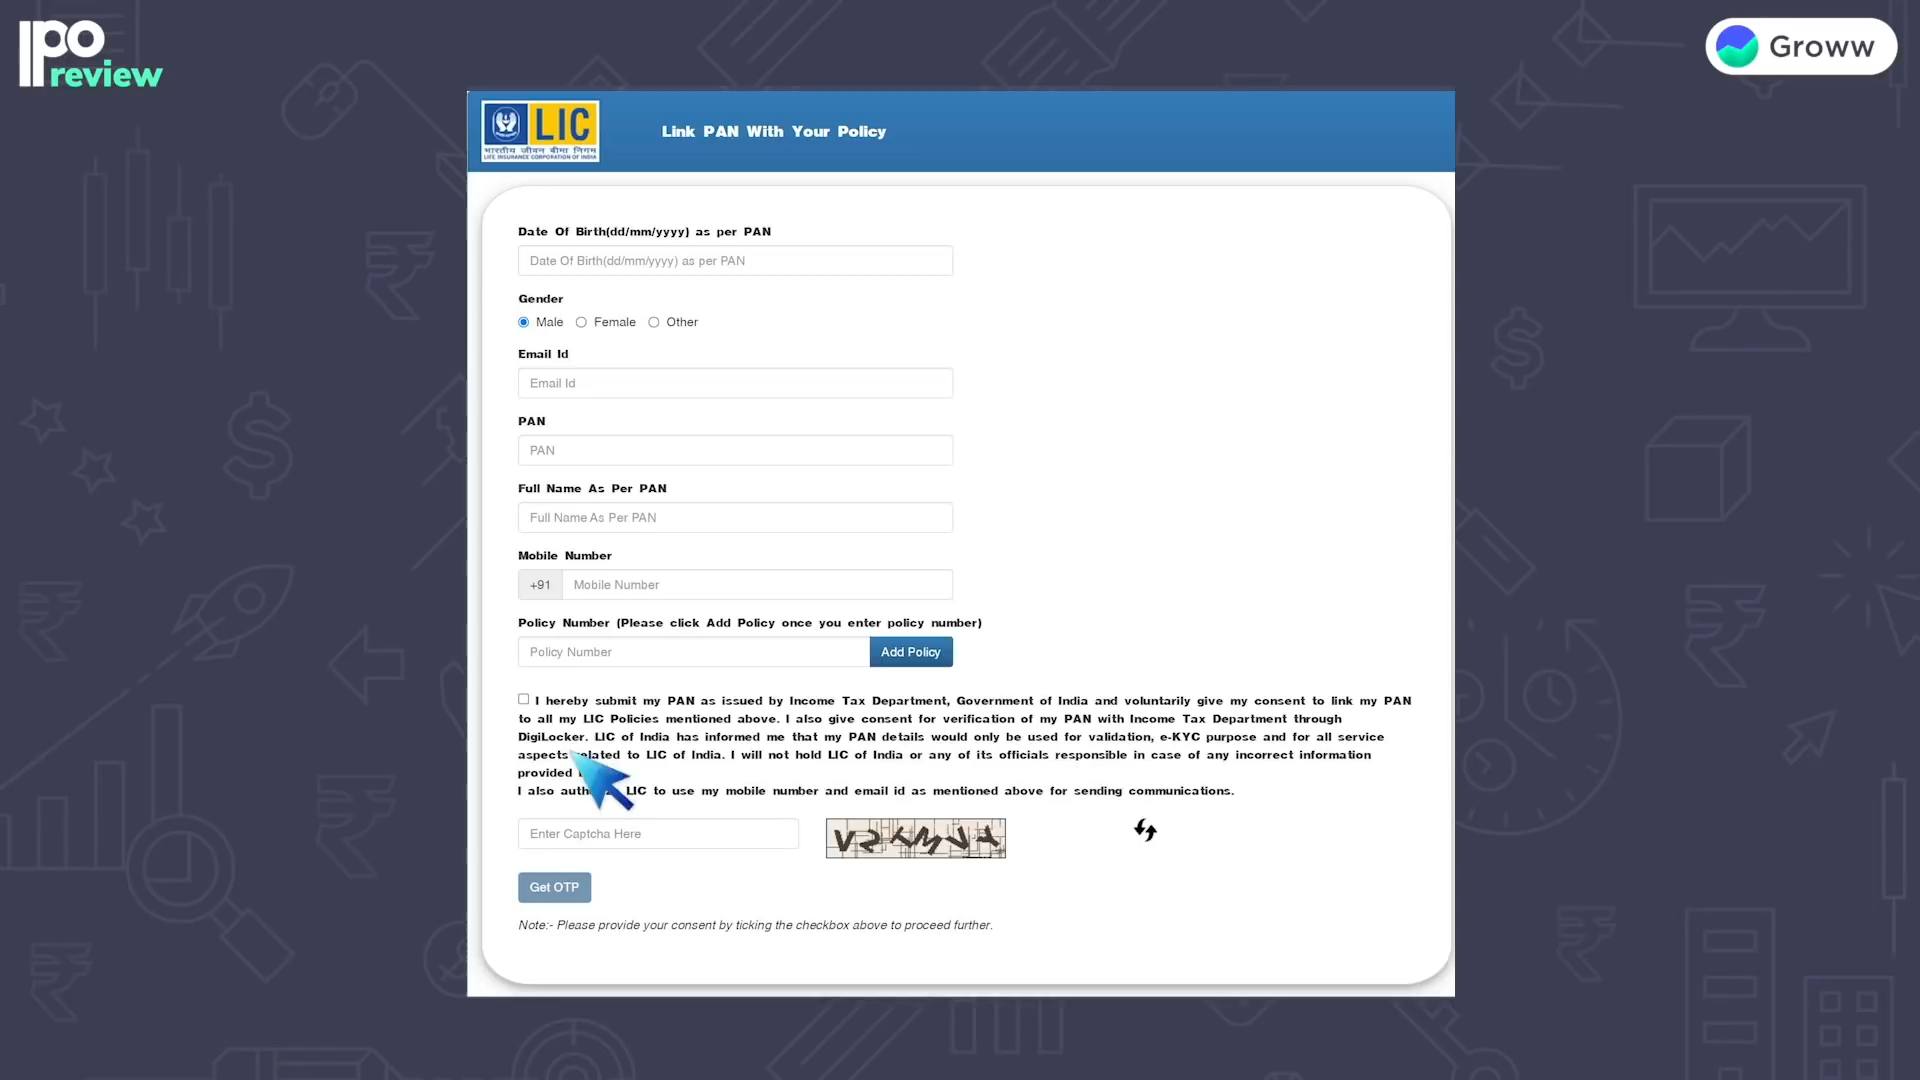 IPO
review
Groww
LIC
भारतीय जीवन बीमा निगम
LIFE INSURANCE CORPORATION OF INDIA
Link PAN With Your Policy
Date Of Birth(dd/mm/yyyy) as per PAN
Date Of Birth(dd/mm/yyyy) as per PAN
Gender
Male Female Other
Email Id
Email Id
PAN
PAN
Full Name As Per PAN
Full Name As Per PAN
Mobile Number
+91 Mobile Number
Policy Number (Please click Add Policy once you enter policy number)
Policy Number Add Policy
I hereby submit my PAN as issued by Income Tax Department, Government of India and voluntarily give my consent to link my PAN
to all my LIC Policies mentioned above. I also give consent for verification of my PAN with Income Tax Department through
DigiLocker. LIC of India has informed me that my PAN details would only be used for validation, e-KYC purpose and for all service
aspects related to LIC of India. I will not hold LIC of India or any of its officials responsible in case of any incorrect information
provided
I also LIC to use my mobile number and email id as mentioned above for sending communications.
Enter Captcha Here
Get OTP
Note:- Please provide your consent by ticking the checkbox above to proceed further.